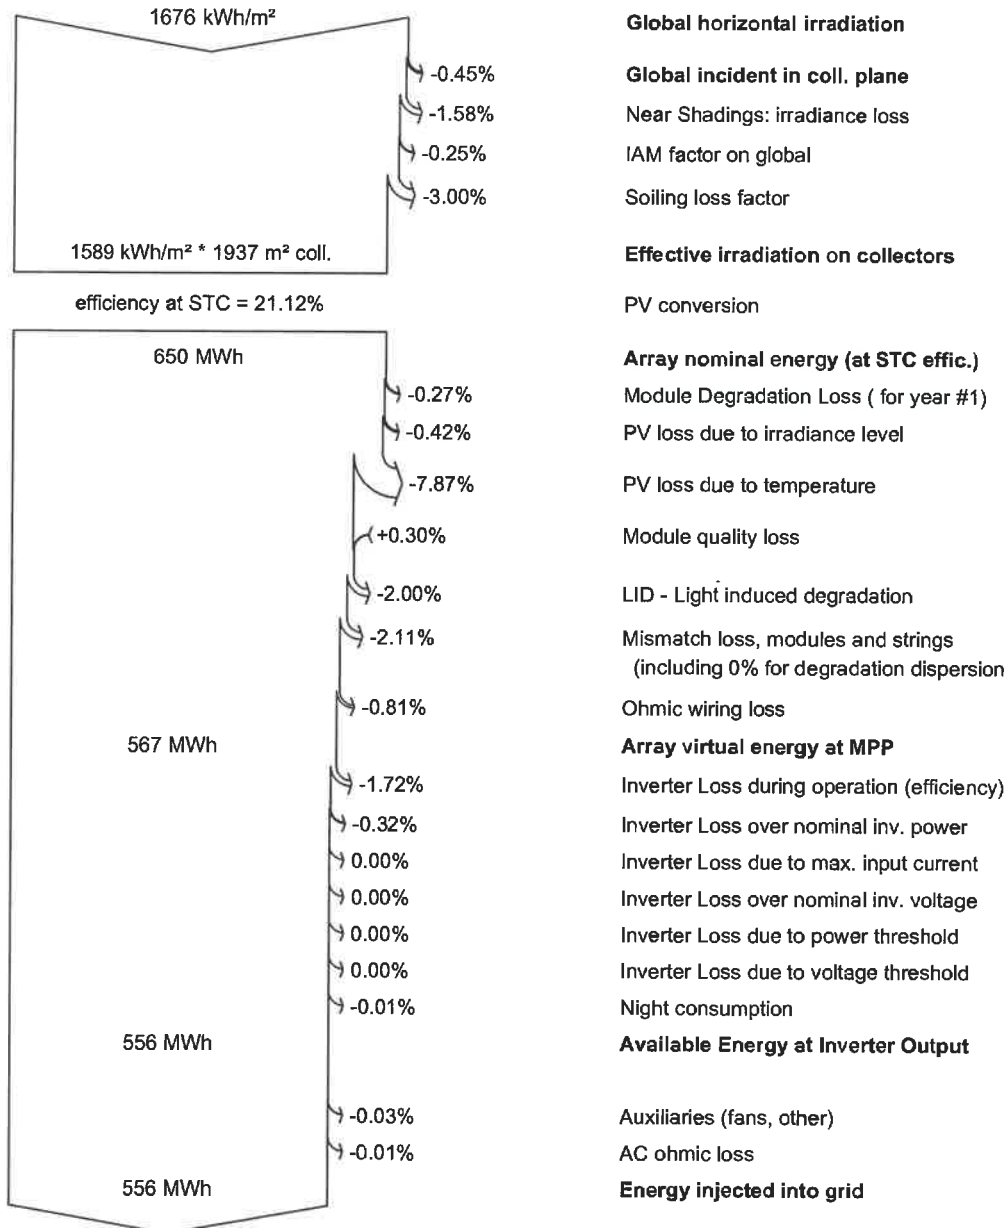 1676 kWh/m² Global horizontal irradiation
-0.45% Global incident in coll. plane
-1.58% Near Shadings: irradiance loss
-0.25% IAM factor on global
-3.00% Soiling loss factor
1589 kWh/m² * 1937 m² coll. Effective irradiation on collectors
efficiency at STC = 21.12% PV conversion
650 MWh Array nominal energy (at STC effic.)
-0.27% Module Degradation Loss ( for year #1)
-0.42% PV loss due to irradiance level
-7.87% PV loss due to temperature
+0.30% Module quality loss
-2.00% LID - Light induced degradation
-2.11% Mismatch loss, modules and strings
(including 0% for degradation dispersion
-0.81% Ohmic wiring loss
567 MWh Array virtual energy at MPP
-1.72% Inverter Loss during operation (efficiency)
-0.32% Inverter Loss over nominal inv. power
0.00% Inverter Loss due to max. input current
0.00% Inverter Loss over nominal inv. voltage
0.00% Inverter Loss due to power threshold
0.00% Inverter Loss due to voltage threshold
-0.01% Night consumption
556 MWh Available Energy at Inverter Output
-0.03% Auxiliaries (fans, other)
-0.01% AC ohmic loss
556 MWh Energy injected into grid